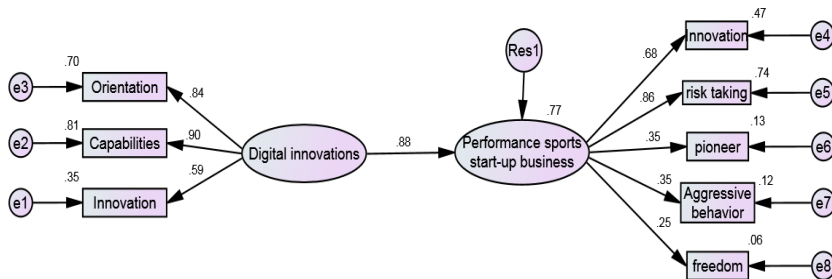 Res1
.47
Innovation
e4
.68
.70
e3
Orientation
.84
.74
risk taking
e5
.86
.77
.81
e2
Capabilities
.90
Digital innovations
.88
Performance sports
start-up business
.35
.13
pioneer
e6
.35
e1
Innovation
.59
.35
Aggressive
behavior
.12
e7
.25
.06
freedom
e8